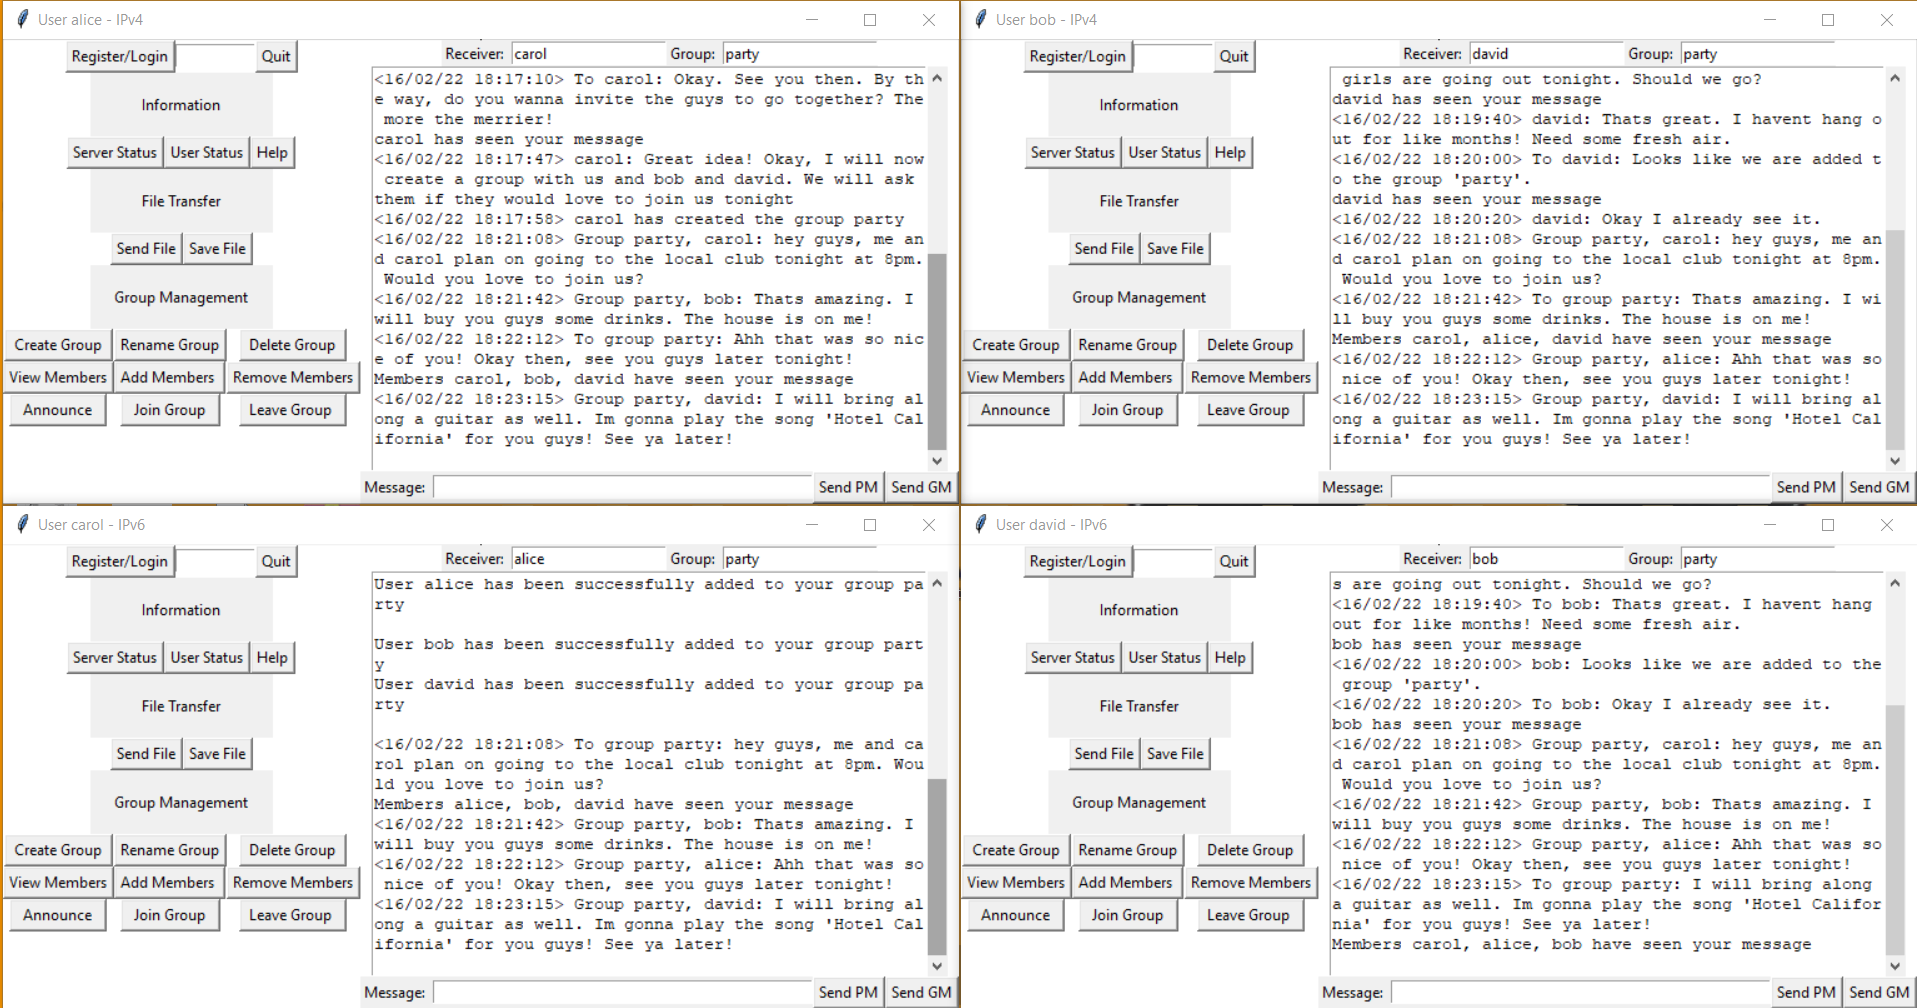 User alice - IPv4
Register/Login
Quit
Receiver: carol
Group: party
Information
Server Status
User Status
Help
File Transfer
Send File
Save File
Group Management
Create Group
Rename Group
Delete Group
View Members
Add Members
Remove Members
Announce
Join Group
Leave Group
<16/02/22 18:17:10> To carol: Okay. See you then. By th
e way, do you wanna invite the guys to go together? The
more the merrier!
carol has seen your message
<16/02/22 18:17:47> carol: Great idea! Okay, I will now
create a group with us and bob and david. We will ask
them if they would love to join us tonight
<16/02/22 18:17:58> carol has created the group party
<16/02/22 18:21:08> Group party, carol: hey guys, me an
d carol plan on going to the local club tonight at 8pm.
Would you love to join us?
<16/02/22 18:21:42> Group party, bob: Thats amazing. I
will buy you guys some drinks. The house is on me!
<16/02/22 18:22:12> To group party: Ahh that was so nic
e of you! Okay then, see you guys later tonight!
Members carol, bob, david have seen your message
<16/02/22 18:23:15> Group party, david: I will bring al
ong a guitar as well. Im gonna play the song 'Hotel Cal
ifornia' for you guys! See ya later!
Message:
Send PM
Send GM
User bob - IPv4
Register/Login
Quit
Receiver: david
Group: party
Information
Server Status
User Status
Help
File Transfer
Send File
Save File
Group Management
Create Group
Rename Group
Delete Group
View Members
Add Members
Remove Members
Announce
Join Group
Leave Group
girls are going out tonight. Should we go?
david has seen your message
<16/02/22 18:19:40> david: Thats great. I havent hang o
ut for like months! Need some fresh air.
<16/02/22 18:20:00> To david: Looks like we are added t
o the group 'party'.
david has seen your message
<16/02/22 18:20:20> david: Okay I already see it.
<16/02/22 18:21:08> Group party, carol: hey guys, me an
d carol plan on going to the local club tonight at 8pm.
Would you love to join us?
<16/02/22 18:21:42> To group party: Thats amazing. I wi
ll buy you guys some drinks. The house is on me!
Members carol, alice, david have seen your message
<16/02/22 18:22:12> Group party, alice: Ahh that was so
nice of you! Okay then, see you guys later tonight!
<16/02/22 18:23:15> Group party, david: I will bring al
ong a guitar as well. Im gonna play the song 'Hotel Cal
ifornia' for you guys! See ya later!
Message:
Send PM
Send GM
User carol - IPv6
Register/Login
Quit
Receiver: alice
Group: party
Information
Server Status
User Status
Help
File Transfer
Send File
Save File
Group Management
Create Group
Rename Group
Delete Group
View Members
Add Members
Remove Members
Announce
Join Group
Leave Group
User alice has been successfully added to your group pa
rty
User bob has been successfully added to your group part
y
User david has been successfully added to your group pa
rty
<16/02/22 18:21:08> To group party: hey guys, me and ca
rol plan on going to the local club tonight at 8pm. Wou
ld you love to join us?
Members alice, bob, david have seen your message
<16/02/22 18:21:42> Group party, bob: Thats amazing. I
will buy you guys some drinks. The house is on me!
<16/02/22 18:22:12> Group party, alice: Ahh that was so
nice of you! Okay then, see you guys later tonight!
<16/02/22 18:23:15> Group party, david: I will bring al
ong a guitar as well. Im gonna play the song 'Hotel Cal
ifornia' for you guys! See ya later!
Message:
Send PM
Send GM
User david - IPv6
Register/Login
Quit
Receiver: bob
Group: party
Information
Server Status
User Status
Help
File Transfer
Send File
Save File
Group Management
Create Group
Rename Group
Delete Group
View Members
Add Members
Remove Members
Announce
Join Group
Leave Group
s are going out tonight. Should we go?
<16/02/22 18:19:40> To bob: Thats great. I havent hang
out for like months! Need some fresh air.
bob has seen your message
<16/02/22 18:20:00> bob: Looks like we are added to the
group 'party'.
<16/02/22 18:20:20> To bob: Okay I already see it.
bob has seen your message
<16/02/22 18:21:08> Group party, carol: hey guys, me an
d carol plan on going to the local club tonight at 8pm.
Would you love to join us?
<16/02/22 18:21:42> Group party, bob: Thats amazing. I
will buy you guys some drinks. The house is on me!
<16/02/22 18:22:12> Group party, alice: Ahh that was so
nice of you! Okay then, see you guys later tonight!
<16/02/22 18:23:15> To group party: I will bring along
a guitar as well. Im gonna play the song 'Hotel Califor
nia' for you guys! See ya later!
Members carol, alice, bob have seen your message
Message:
Send PM
Send GM